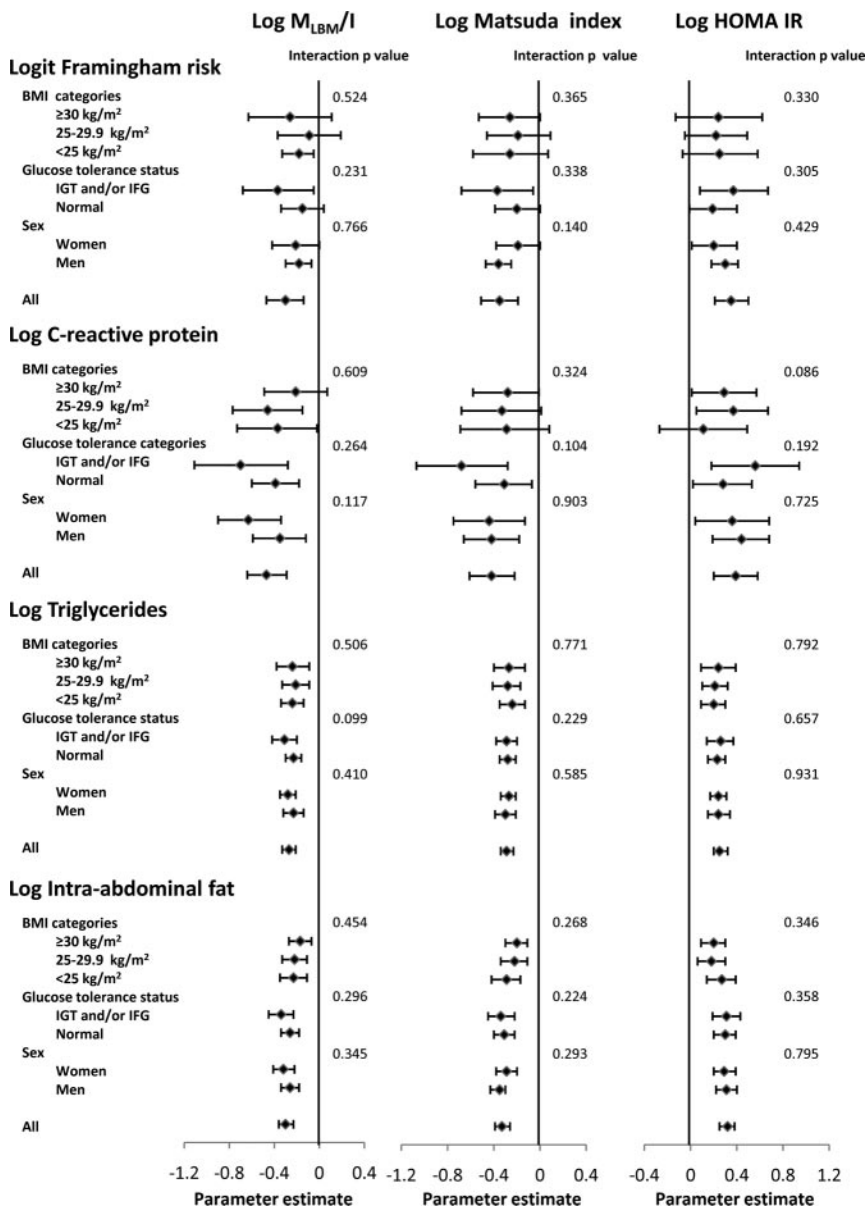 Log MLBM/I Log Matsuda index Log HOMA IR
Interaction p value Interaction p value Interaction p value
Logit Framingham risk
BMI categories 0.524 0.365 0.330
≥30 kg/m²
25-29.9 kg/m²
<25 kg/m²
Glucose tolerance status 0.231 0.338 0.305
IGT and/or IFG
Normal
Sex 0.766 0.140 0.429
Women
Men
All
Log C-reactive protein
BMI categories 0.609 0.324 0.086
≥30 kg/m²
25-29.9 kg/m²
<25 kg/m²
Glucose tolerance categories 0.264 0.104 0.192
IGT and/or IFG
Normal
Sex 0.117 0.903 0.725
Women
Men
All
Log Triglycerides
BMI categories 0.506 0.771 0.792
≥30 kg/m²
25-29.9 kg/m²
<25 kg/m²
Glucose tolerance status 0.099 0.229 0.657
IGT and/or IFG
Normal
Sex 0.410 0.585 0.931
Women
Men
All
Log Intra-abdominal fat
BMI categories 0.454 0.268 0.346
≥30 kg/m²
25-29.9 kg/m²
<25 kg/m²
Glucose tolerance status 0.296 0.224 0.358
IGT and/or IFG
Normal
Sex 0.345 0.293 0.795
Women
Men
All
-1.2 -0.8 -0.4 0 0.4 -1.2 -0.8 -0.4 0 0.4 -0.4 0 0.4 0.8 1.2
Parameter estimate Parameter estimate Parameter estimate